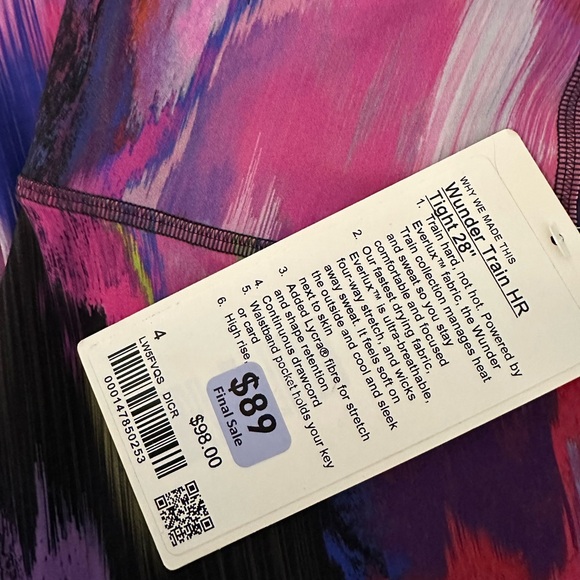 WHY WE MADE THIS
Wunder Train HR
Tight 28"
1. Train hard, not hot. Powered by
Everlux™ fabric, the Wunder
Train collection manages heat
and sweat so you stay
comfortable and focused
2. Our fastest drying fabric,
Everlux™ is ultra-breathable,
four-way stretch, and wicks
away sweat. It feels soft on
the outside and cool and sleek
next to skin
3. Added Lycra® fibre for stretch
and shape retention
4. Continuous drawcord
5. Waistband pocket holds your key
or card
6. High rise
$89
Final Sale
$98.00
4
LW5FVQS DICR
000147850253